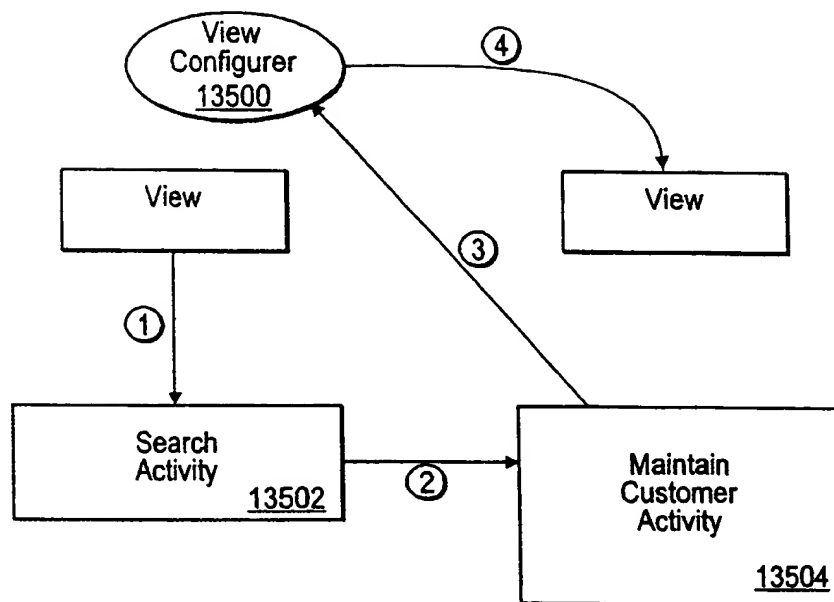 View
Configurer
13500
4
View
View
3
1
Search
Activity
13502
2
Maintain
Customer
Activity
13504